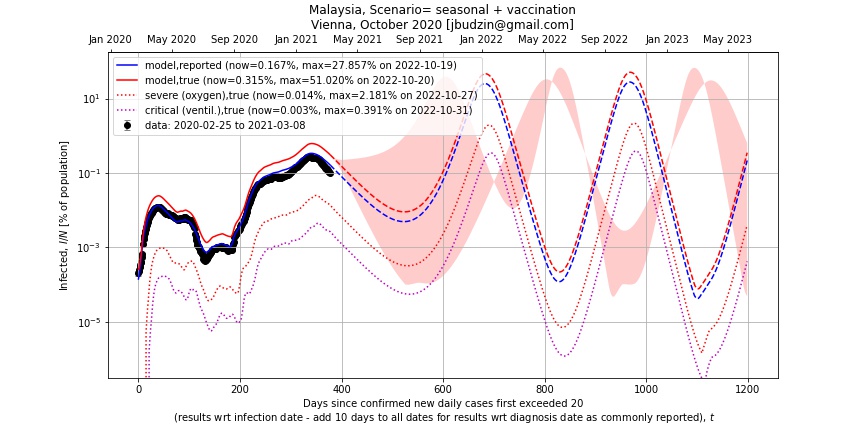 Malaysia, Scenario= seasonal + vaccination
Vienna, October 2020 [jbudzin@gmail.com]
Jan 2020 May 2020 Sep 2020 Jan 2021 May 2021 Sep 2021 Jan 2022 May 2022 Sep 2022 Jan 2023 May 2023
model,reported (now=0.167%, max=27.857% on 2022-10-19)
model,true (now=0.315%, max=51.020% on 2022-10-20)
severe (oxygen),true (now=0.014%, max=2.181% on 2022-10-27)
critical (ventil.),true (now=0.003%, max=0.391% on 2022-10-31)
data: 2020-02-25 to 2021-03-08
Infected, I/N [% of population]
10¹
10⁻¹
10⁻³
10⁻⁵
0 200 400 600 800 1000 1200
Days since confirmed new daily cases first exceeded 20
(results wrt infection date - add 10 days to all dates for results wrt diagnosis date as commonly reported), t